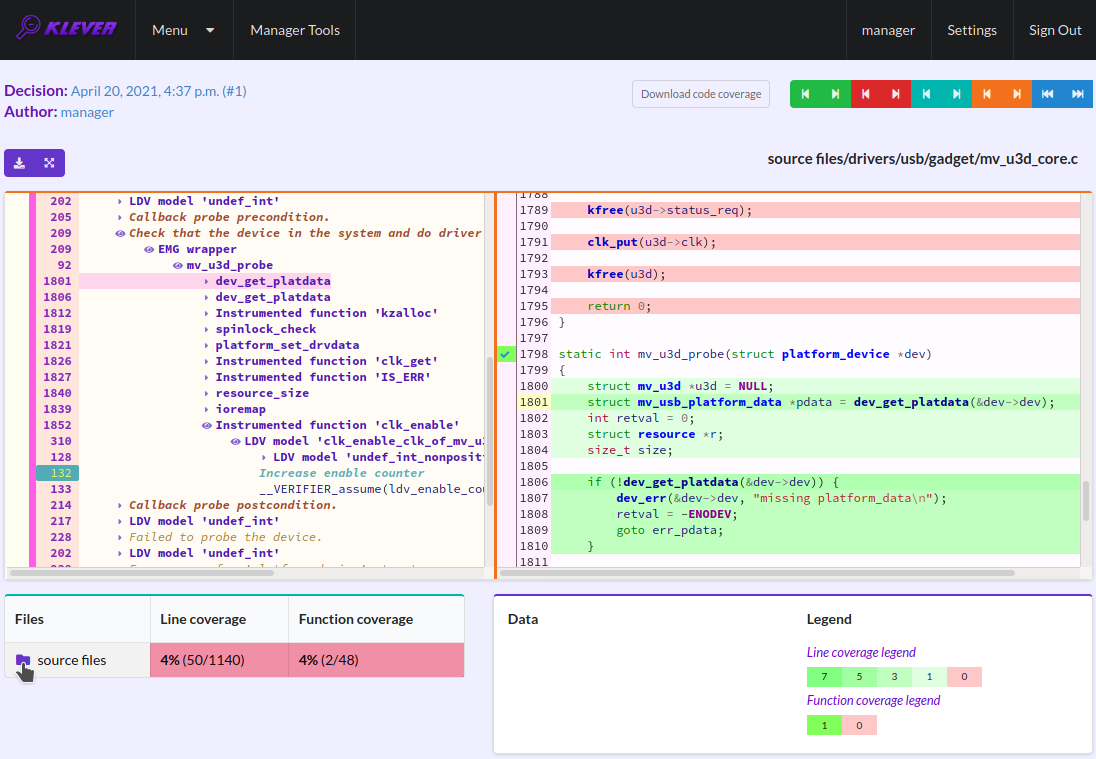 KLEVER Menu Manager Tools manager Settings Sign Out
Decision: April 20, 2021, 4:37 p.m. (#1)
Author: manager
Download code coverage
source files/drivers/usb/gadget/mv_u3d_core.c
202 LDV model 'undef_int'
205 Callback probe precondition.
209 Check that the device in the system and do driver
209 EMG wrapper
92 mv_u3d_probe
1801 dev_get_platdata
1806 dev_get_platdata
1812 Instrumented function 'kzalloc'
1819 spinlock_check
1821 platform_set_drvdata
1826 Instrumented function 'clk_get'
1827 Instrumented function 'IS_ERR'
1840 resource_size
1839 ioremap
1852 Instrumented function 'clk_enable'
310 LDV model 'clk_enable_clk_of_mv_u
128 LDV model 'undef_int_nonposit
132 Increase enable counter
133 __VERIFIER_assume(ldv_enable_cou
214 Callback probe postcondition.
217 LDV model 'undef_int'
228 Failed to probe the device.
202 LDV model 'undef_int'
1788
1789 kfree(u3d->status_req);
1790
1791 clk_put(u3d->clk);
1792
1793 kfree(u3d);
1794
1795 return 0;
1796 }
1797
1798 static int mv_u3d_probe(struct platform_device *dev)
1799 {
1800 struct mv_u3d *u3d = NULL;
1801 struct mv_usb_platform_data *pdata = dev_get_platdata(&dev->dev);
1802 int retval = 0;
1803 struct resource *r;
1804 size_t size;
1805
1806 if (!dev_get_platdata(&dev->dev)) {
1807 dev_err(&dev->dev, "missing platform_data\n");
1808 retval = -ENODEV;
1809 goto err_pdata;
1810 }
1811
Files Line coverage Function coverage
source files 4% (50/1140) 4% (2/48)
Data
Legend
Line coverage legend
7 5 3 1 0
Function coverage legend
1 0